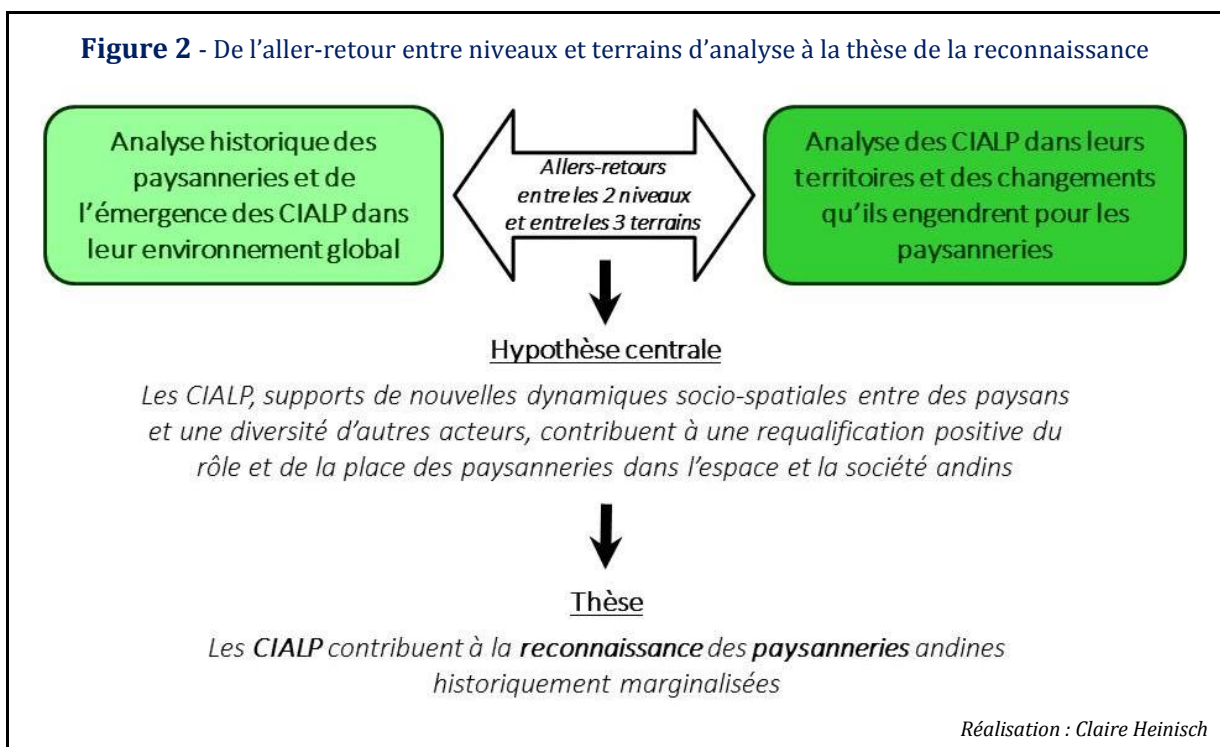 Figure 2 - De l’aller-retour entre niveaux et terrains d’analyse à la thèse de la reconnaissance
Analyse historique des
paysanneries et de
l’émergence des CIALP dans
leur environnement global
Allers-retours
entre les 2 niveaux
et entre les 3 terrains
Analyse des CIALP dans leurs
territoires et des changements
qu’ils engendrent pour les
paysanneries
Hypothèse centrale
Les CIALP, supports de nouvelles dynamiques socio-spatiales entre des paysans
et une diversité d’autres acteurs, contribuent à une requalification positive du
rôle et de la place des paysanneries dans l’espace et la société andins
Thèse
Les CIALP contribuent à la reconnaissance des paysanneries andines
historiquement marginalisées
Réalisation : Claire Heinisch